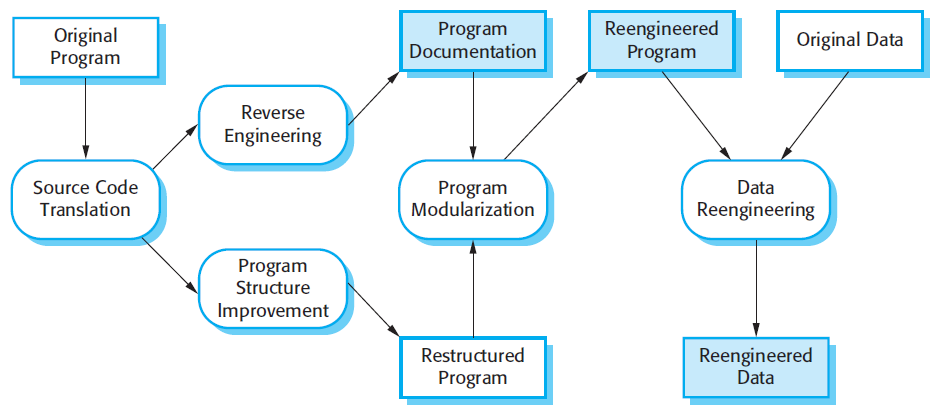 Original
Program
Program
Documentation
Reengineered
Program
Original Data
Reverse
Engineering
Source Code
Translation
Program
Modularization
Data
Reengineering
Program
Structure
Improvement
Restructured
Program
Reengineered
Data